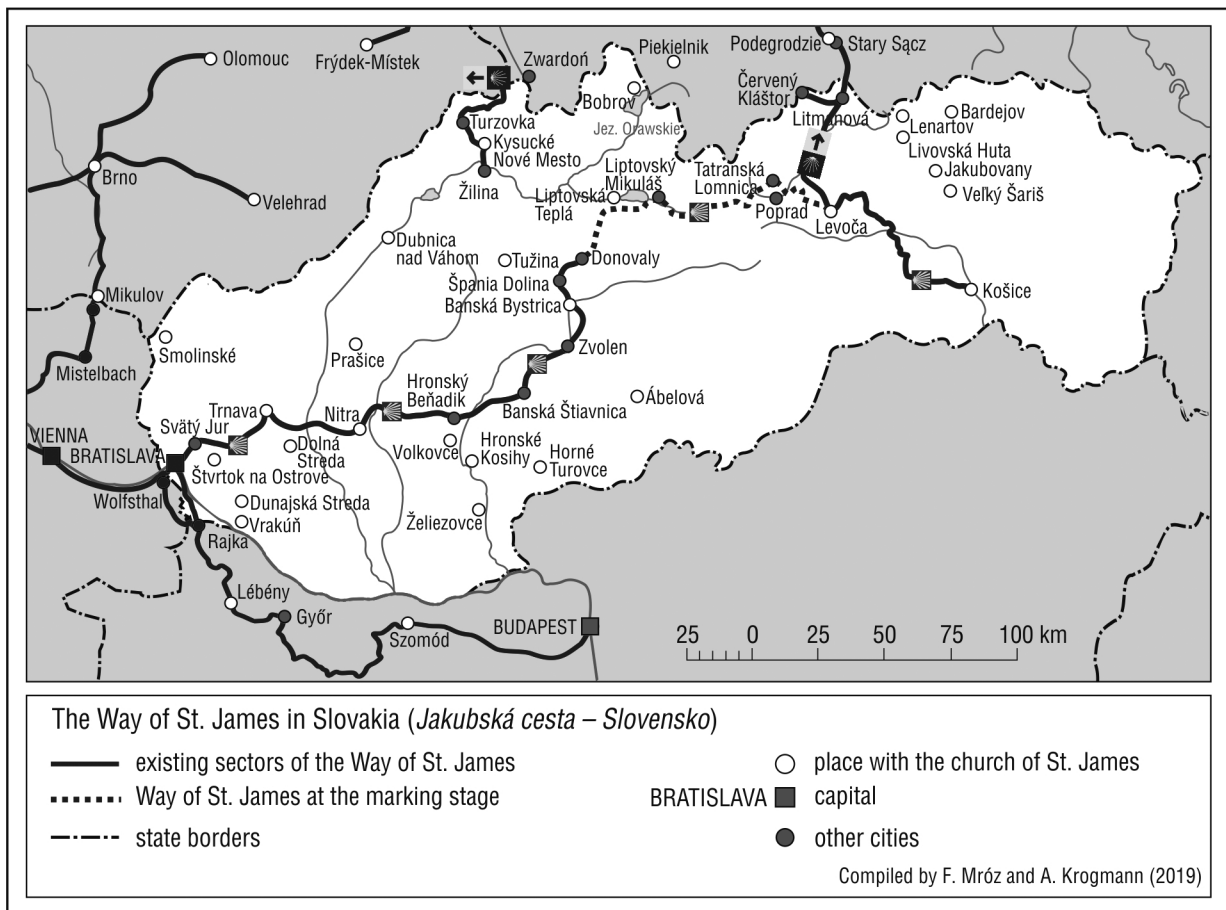 Olomouc
Frýdek-Místek
Zwardoń
Piekielnik
Podegrodzie
Stary Sącz
Bobrov
Jez. Orawskie
Červený
Kláštor
Litmanová
Lenartov
Bardejov
Livovská Huta
Jakubovany
Veľký Šariš
Turzovka
Kysucké
Nové Mesto
Žilina
Brno
Velehrad
Liptovský
Mikuláš
Liptovská
Teplá
Tatranská
Lomnica
Poprad
Levoča
Dubnica
nad Váhom
Tužina
Donovaly
Špania Dolina
Banská Bystrica
Košice
Mikulov
Smolinské
Mistelbach
Prašice
Zvolen
Hronský
Beňadik
Banská Štiavnica
Ábelová
Trnava
Nitra
Svätý Jur
VIENNA
BRATISLAVA
Dolná
Streda
Volkovce
Hronské
Kosihy
Horné
Turovce
Štvrtok na Ostrove
Wolfsthal
Dunajská Streda
Vrakúň
Želiezovce
Rajka
Lébény
Győr
Szomód
BUDAPEST
25 0 25 50 75 100 km
The Way of St. James in Slovakia (Jakubská cesta – Slovensko)
existing sectors of the Way of St. James
Way of St. James at the marking stage
state borders
place with the church of St. James
BRATISLAVA capital
other cities
Compiled by F. Mróz and A. Krogmann (2019)